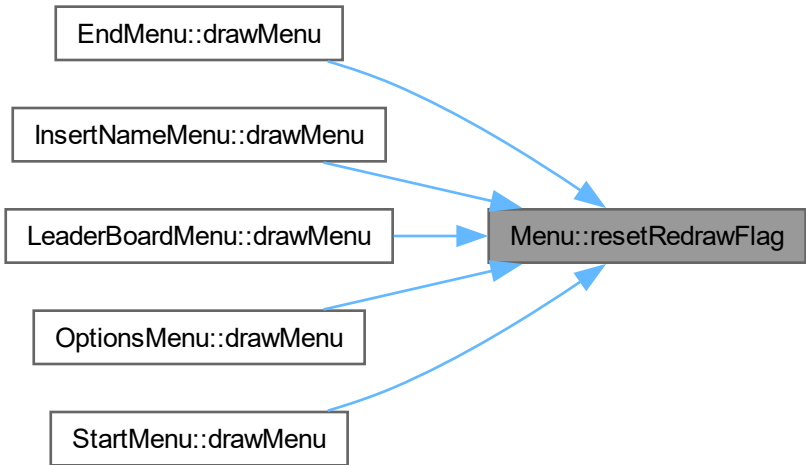 EndMenu::drawMenu
InsertNameMenu::drawMenu
LeaderBoardMenu::drawMenu
Menu::resetRedrawFlag
OptionsMenu::drawMenu
StartMenu::drawMenu